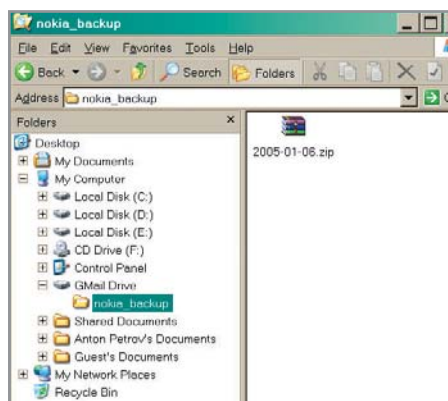 nokia_backup
File Edit View Favorites Tools Help
Back Search Folders
Address nokia_backup
Folders x
2005-01-06.zip
Desktop
My Documents
My Computer
Local Disk (C:)
Local Disk (D:)
Local Disk (E:)
CD Drive (F:)
Control Panel
GMail Drive
nokia_backup
Shared Documents
Anton Petrov's Documents
Guest's Documents
My Network Places
Recycle Bin